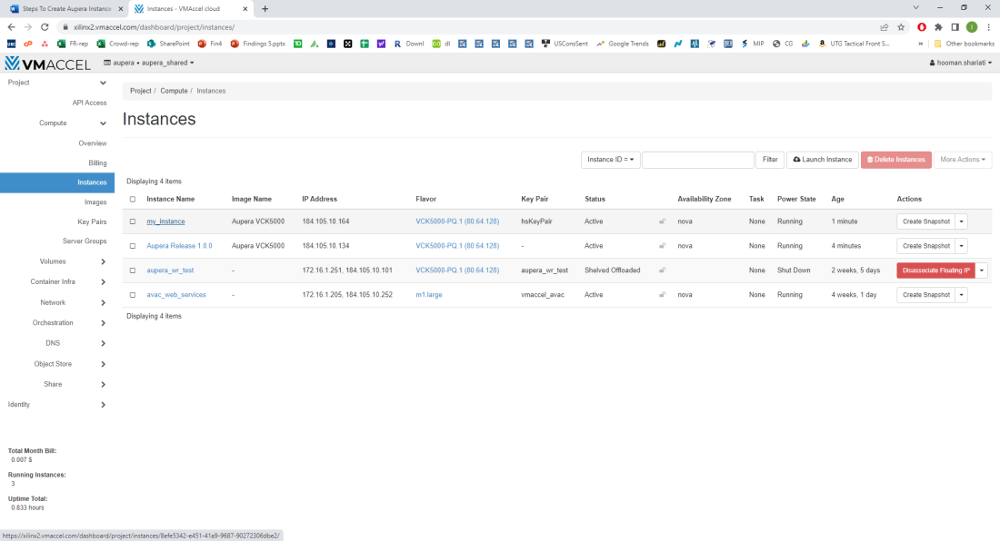 Steps To Create Aupera Instance
Instances - VMAccel cloud
xilinx2.vmaccel.com/dashboard/project/instances/
UBC
FR-rep
Crowd-rep
SharePoint
Fin4
Findings 5.pptx
Downl
dl
USConsSent
Google Trends
MIP
CG
UTG Tactical Front S...
»
Other bookmarks
VMACCEL
aupera • aupera_shared
hooman.shariati
Project
API Access
Compute
Overview
Billing
Instances
Images
Key Pairs
Server Groups
Volumes
Container Infra
Network
Orchestration
DNS
Object Store
Share
Identity
Total Month Bill:
0.007 $
Running Instances:
3
Uptime Total:
0.833 hours
Project / Compute / Instances
Instances
Instance ID = Filter Launch Instance Delete Instances More Actions
Displaying 4 items
Instance Name Image Name IP Address Flavor Key Pair Status Availability Zone Task Power State Age Actions
my_instance Aupera VCK5000 184.105.10.164 VCK5000-PQ.1 (80.64.128) hsKeyPair Active nova None Running 1 minute Create Snapshot
Aupera Release 1.0.0 Aupera VCK5000 184.105.10.134 VCK5000-PQ.1 (80.64.128) - Active nova None Running 4 minutes Create Snapshot
aupera_wr_test - 172.16.1.251, 184.105.10.101 VCK5000-PQ.1 (80.64.128) aupera_wr_test Shelved Offloaded nova None Shut Down 2 weeks, 5 days Disassociate Floating IP
avac_web_services - 172.16.1.205, 184.105.10.252 m1.large vmaccel_avac Active nova None Running 4 weeks, 1 day Create Snapshot
Displaying 4 items
https://xilinx2.vmaccel.com/dashboard/project/instances/8efe5342-e451-41a9-9687-90272306dbe2/